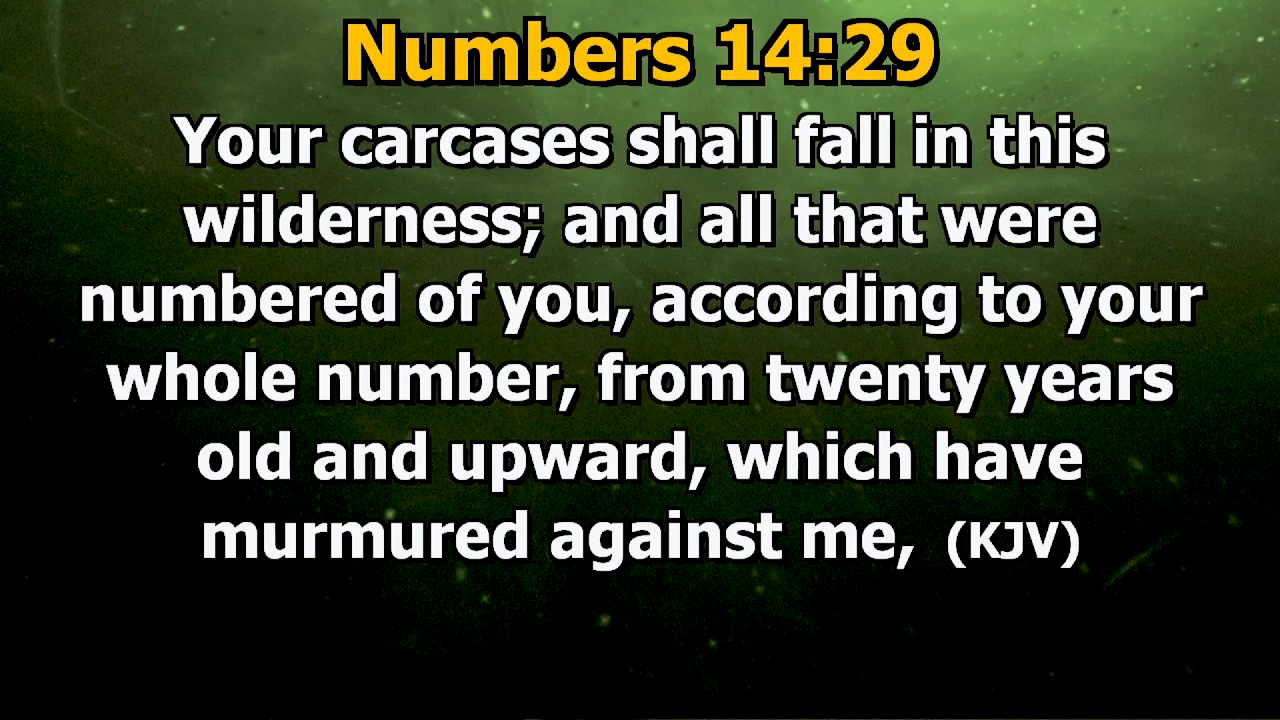 Numbers 14:29
Your carcases shall fall in this
wilderness; and all that were
numbered of you, according to your
whole number, from twenty years
old and upward, which have
murmured against me, (KJV)